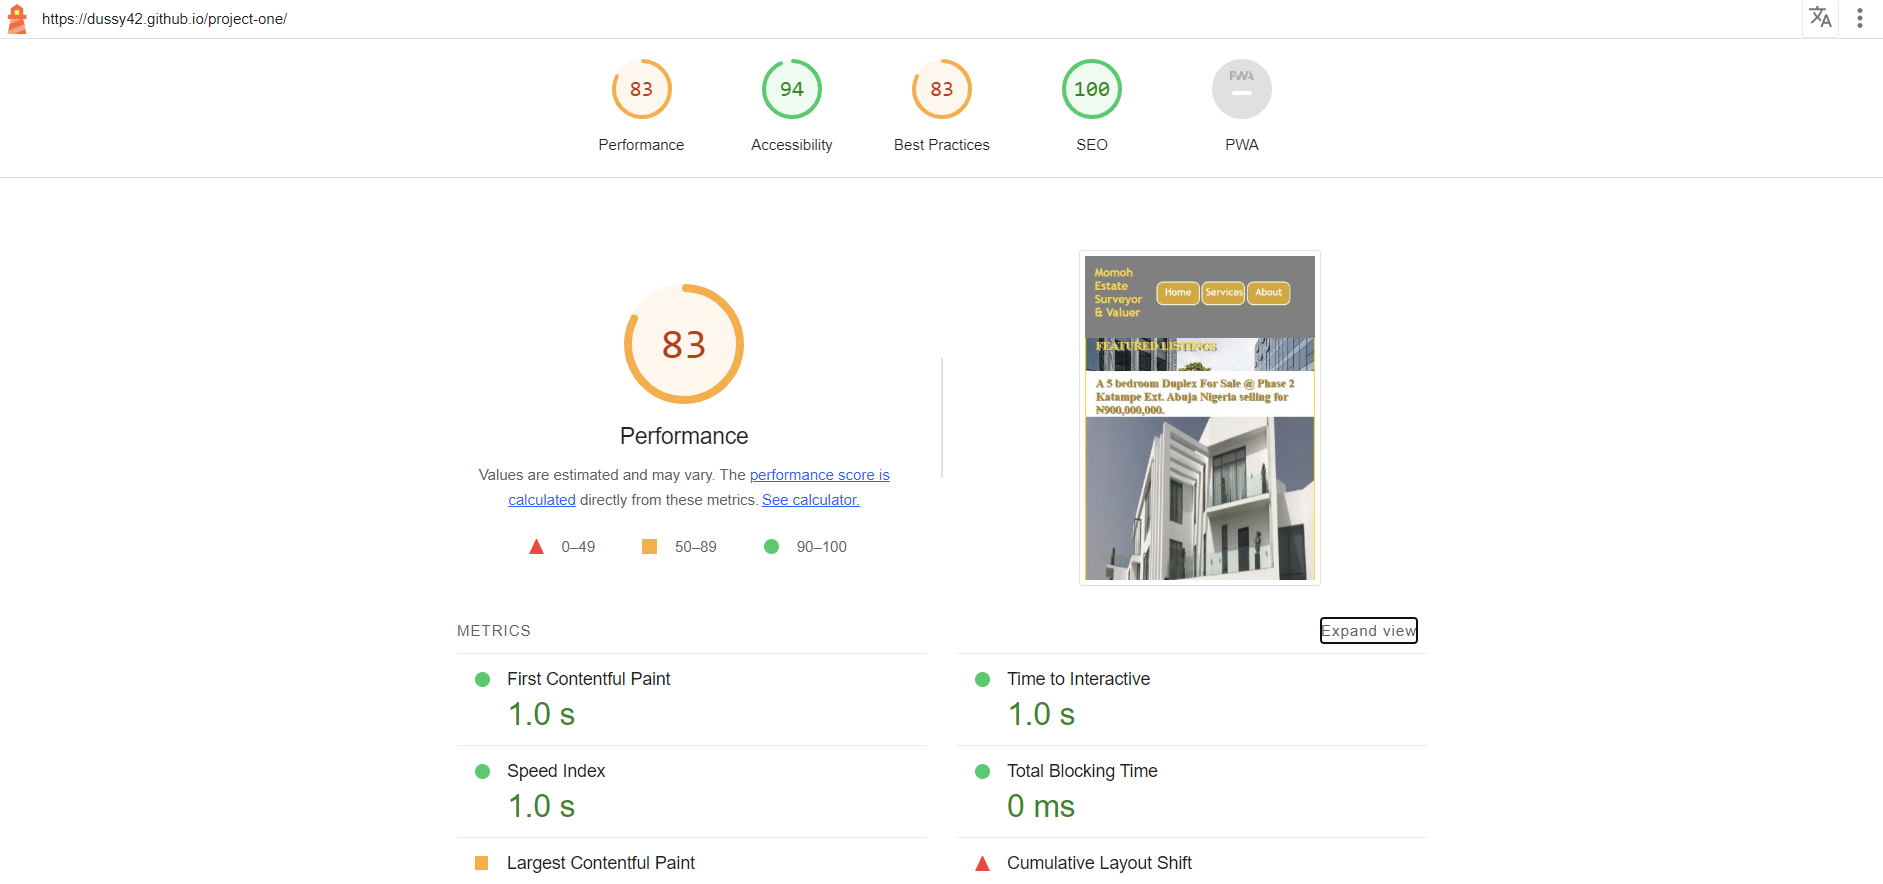 https://dussy42.github.io/project-one/
83
94
83
100
PWA
Performance
Accessibility
Best Practices
SEO
PWA
83
Performance
Values are estimated and may vary. The performance score is
calculated directly from these metrics. See calculator.
0–49
50–89
90–100
Momoh
Estate
Surveyor
& Valuer
Home
Services
About
FEATURED LISTINGS
A 5 bedroom Duplex For Sale @ Phase 2
Katampe Ext. Abuja Nigeria selling for
₦900,000,000.
METRICS
Expand view
First Contentful Paint
1.0 s
Time to Interactive
1.0 s
Speed Index
1.0 s
Total Blocking Time
0 ms
Largest Contentful Paint
Cumulative Layout Shift